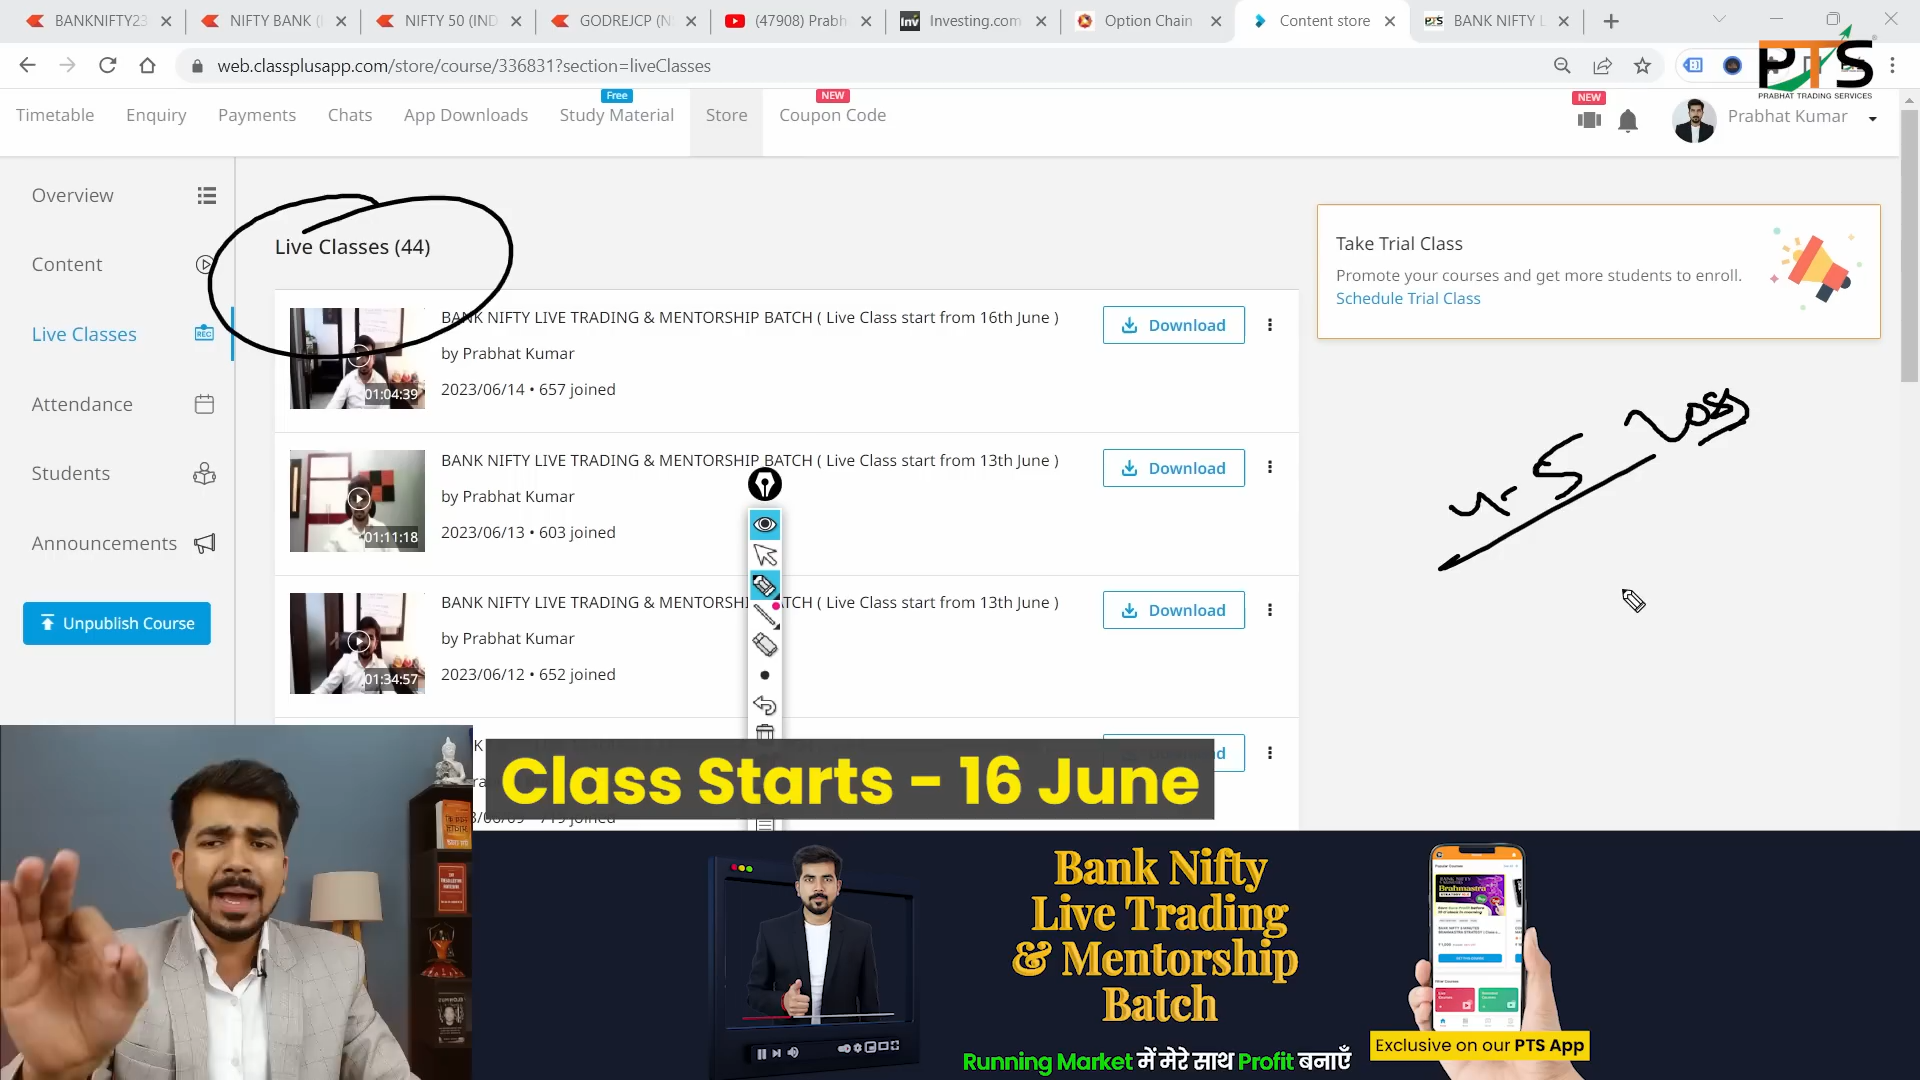 BANKNIFTY23
NIFTY BANK (I
NIFTY 50 (IND
GODREJCP (N
(47908) Prabh
Investing.com
Option Chain
Content store
BANK NIFTY L
web.classplusapp.com/store/course/336831?section=liveClasses
PTS
PRABHAT TRADING SERVICES
Free
NEW
NEW
Timetable
Enquiry
Payments
Chats
App Downloads
Study Material
Store
Coupon Code
Prabhat Kumar
Overview
Content
Live Classes
REC
Attendance
Students
Announcements
Unpublish Course
Live Classes (44)
BANK NIFTY LIVE TRADING & MENTORSHIP BATCH ( Live Class start from 16th June )
by Prabhat Kumar
2023/06/14 • 657 joined
01:04:39
Download
BANK NIFTY LIVE TRADING & MENTORSHIP BATCH ( Live Class start from 13th June )
by Prabhat Kumar
2023/06/13 • 603 joined
01:11:18
Download
BANK NIFTY LIVE TRADING & MENTORSHI TCH ( Live Class start from 13th June )
by Prabhat Kumar
2023/06/12 • 652 joined
01:34:57
Download
Take Trial Class
Promote your courses and get more students to enroll.
Schedule Trial Class
Class Starts - 16 June
Bank Nifty
Live Trading
& Mentorship
Batch
Running Market में मेरे साथ Profit बनाएँ
Popular Courses
Brahmastra
Exclusive on our PTS App